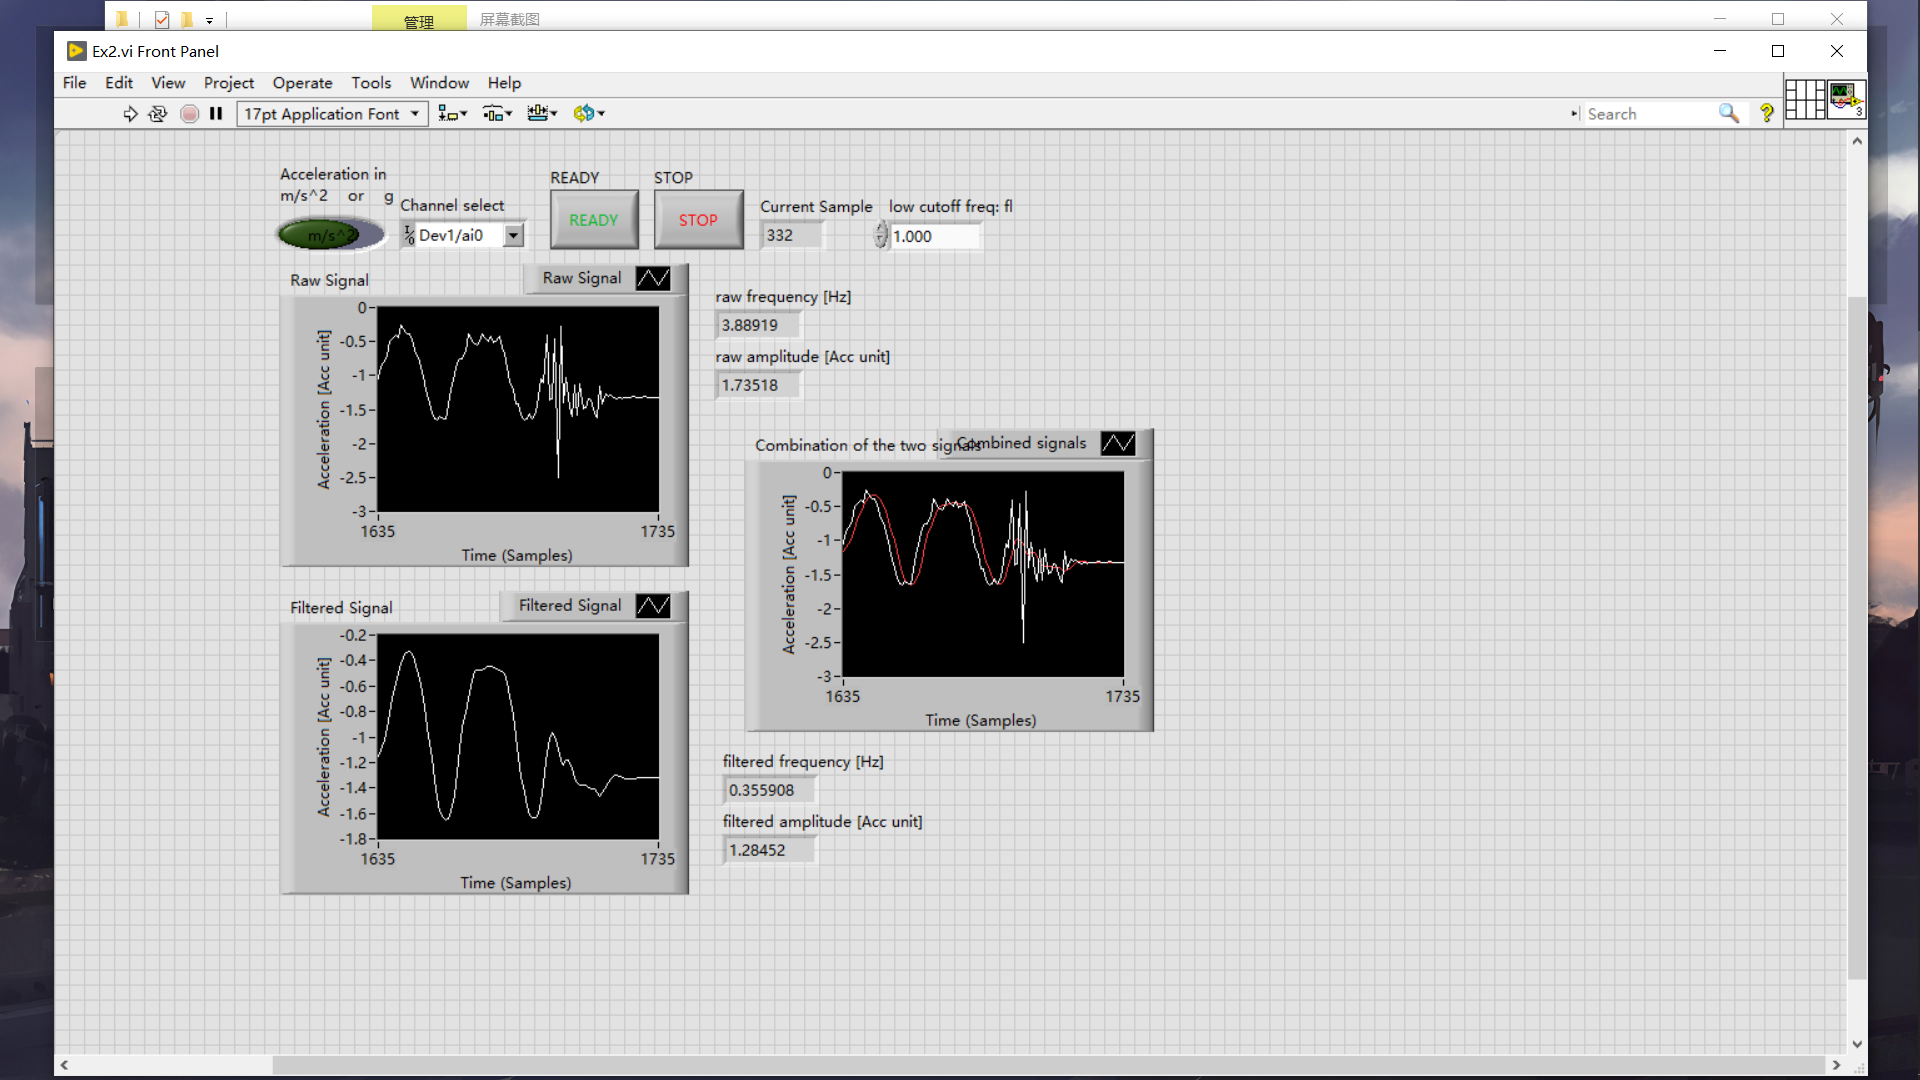 管理
屏幕截图
Ex2.vi Front Panel
File Edit View Project Operate Tools Window Help
17pt Application Font
Search
?
3
Acceleration in
m/s^2 or g
m/s^2
Channel select
I/0 Dev1/ai0
READY
READY
STOP
STOP
Current Sample
332
low cutoff freq: fl
1.000
Raw Signal
Raw Signal
Acceleration [Acc unit]
0
-0.5
-1
-1.5
-2
-2.5
-3
1635
1735
Time (Samples)
raw frequency [Hz]
3.88919
raw amplitude [Acc unit]
1.73518
Combination of the two signals
Combined signals
Acceleration [Acc unit]
0
-0.5
-1
-1.5
-2
-2.5
-3
1635
1735
Time (Samples)
Filtered Signal
Filtered Signal
Acceleration [Acc unit]
-0.2
-0.4
-0.6
-0.8
-1
-1.2
-1.4
-1.6
-1.8
1635
1735
Time (Samples)
filtered frequency [Hz]
0.355908
filtered amplitude [Acc unit]
1.28452